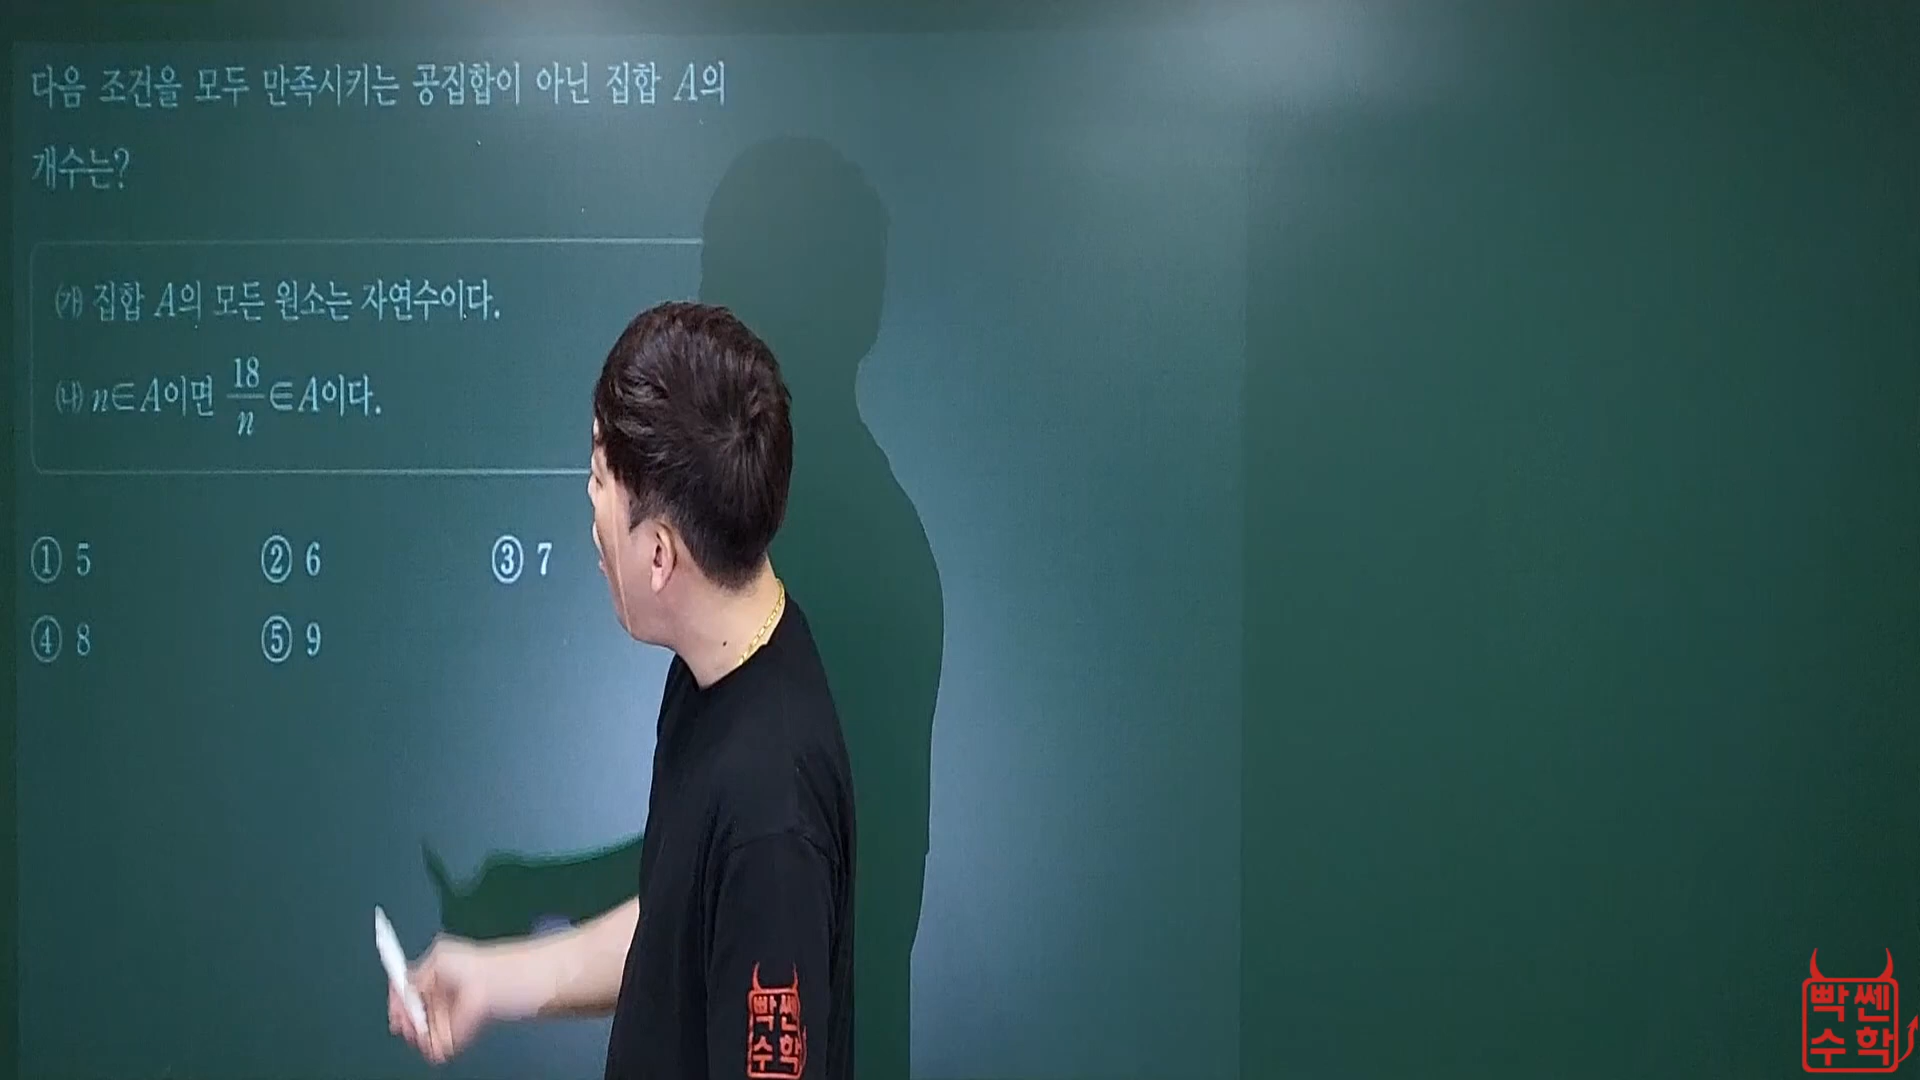 다음 조건을 모두 만족시키는 공집합이 아닌 집합 A의
개수는?
㈎ 집합 A의 모든 원소는 자연수이다.
㈏ n∈A이면 18/n∈A이다.
① 5 ② 6 ③ 7
④ 8 ⑤ 9
빡쎈
수학
빡쎈
수학